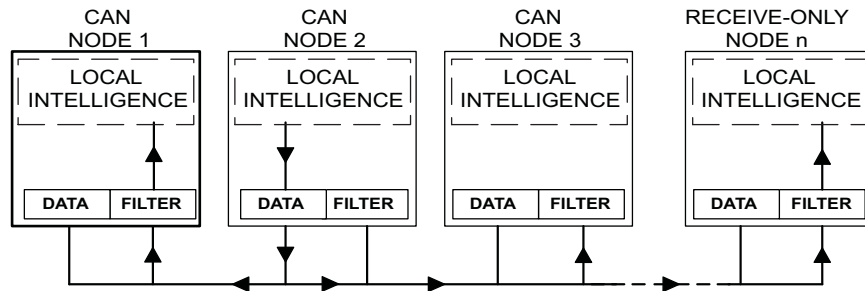 CAN
NODE 1
CAN
NODE 2
CAN
NODE 3
RECEIVE-ONLY
NODE n
LOCAL
INTELLIGENCE
LOCAL
INTELLIGENCE
LOCAL
INTELLIGENCE
LOCAL
INTELLIGENCE
DATA FILTER
DATA FILTER
DATA FILTER
DATA FILTER